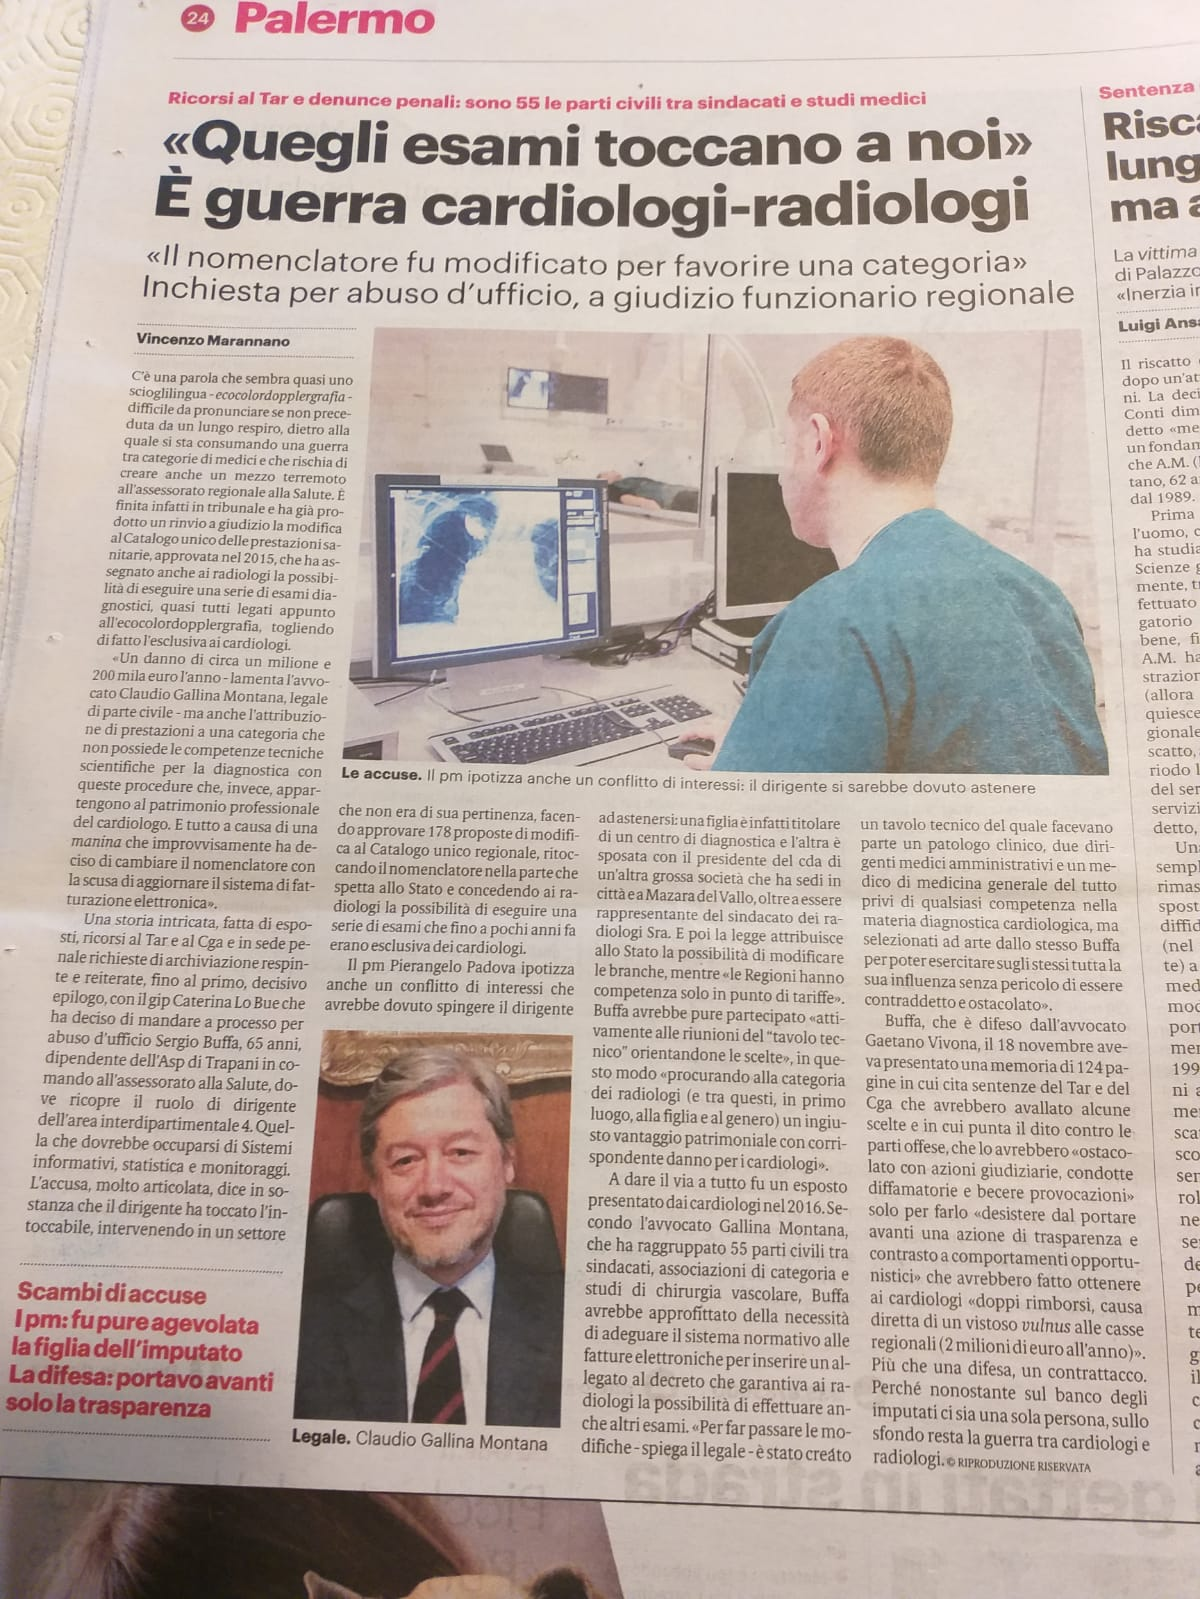 24 Palermo
Ricorsi al Tar e denunce penali: sono 55 le parti civili tra sindacati e studi medici
«Quegli esami toccano a noi»
È guerra cardiologi-radiologi
«Il nomenclatore fu modificato per favorire una categoria»
Inchiesta per abuso d'ufficio, a giudizio funzionario regionale
Vincenzo Marannano
C'è una parola che sembra quasi uno
scioglilingua - ecocolordopplergrafia -
difficile da pronunciare se non prece-
duta da un lungo respiro, dietro alla
quale si sta consumando una guerra
tra categorie di medici e che rischia di
creare anche un mezzo terremoto
all'assessorato regionale alla Salute. È
finita infatti in tribunale e ha già pro-
dotto un rinvio a giudizio la modifica
al Catalogo unico delle prestazioni sa-
nitarie, approvata nel 2015, che ha as-
segnato anche ai radiologi la possibi-
lità di eseguire una serie di esami dia-
gnostici, quasi tutti legati appunto
all'ecocolordopplergrafia, togliendo
di fatto l'esclusiva ai cardiologi.
«Un danno di circa un milione e
200 mila euro l'anno - lamenta l'avvo-
cato Claudio Gallina Montana, legale
di parte civile - ma anche l'attribuzio-
ne di prestazioni a una categoria che
non possiede le competenze tecniche
scientifiche per la diagnostica con
queste procedure che, invece, appar-
tengono al patrimonio professionale
del cardiologo. E tutto a causa di una
manina che improvvisamente ha de-
ciso di cambiare il nomenclatore con
la scusa di aggiornare il sistema di fat-
turazione elettronica».
Una storia intricata, fatta di espo-
sti, ricorsi al Tar e al Cga e in sede pe-
nale richieste di archiviazione respin-
te e reiterate, fino al primo, decisivo
epilogo, con il gip Caterina Lo Bue che
ha deciso di mandare a processo per
abuso d'ufficio Sergio Buffa, 65 anni,
dipendente dell'Asp di Trapani in co-
mando all'assessorato alla Salute, do-
ve ricopre il ruolo di dirigente
dell'area interdipartimentale 4. Quel-
la che dovrebbe occuparsi di Sistemi
informativi, statistica e monitoraggi.
L'accusa, molto articolata, dice in so-
stanza che il dirigente ha toccato l'in-
toccabile, intervenendo in un settore
Scambi di accuse
I pm: fu pure agevolata
la figlia dell'imputato
La difesa: portavo avanti
solo la trasparenza
Le accuse. Il pm ipotizza anche un conflitto di interessi: il dirigente si sarebbe dovuto astenere
che non era di sua pertinenza, facen-
do approvare 178 proposte di modifi-
ca al Catalogo unico regionale, ritoc-
cando il nomenclatore nella parte che
spetta allo Stato e concedendo ai ra-
diologi la possibilità di eseguire una
serie di esami che fino a pochi anni fa
erano esclusiva dei cardiologi.
Il pm Pierangelo Padova ipotizza
anche un conflitto di interessi che
avrebbe dovuto spingere il dirigente
Legale. Claudio Gallina Montana
ad astenersi: una figlia è infatti titolare
di un centro di diagnostica e l'altra è
sposata con il presidente del cda di
un'altra grossa società che ha sedi in
città e a Mazara del Vallo, oltre a essere
rappresentante del sindacato dei ra-
diologi Sra. E poi la legge attribuisce
allo Stato la possibilità di modificare
le branche, mentre «le Regioni hanno
competenza solo in punto di tariffe».
Buffa avrebbe pure partecipato «atti-
vamente alle riunioni del "tavolo tec-
nico" orientandone le scelte», in que-
sto modo «procurando alla categoria
dei radiologi (e tra questi, in primo
luogo, alla figlia e al genero) un ingiu-
sto vantaggio patrimoniale con corri-
spondente danno per i cardiologi».
A dare il via a tutto fu un esposto
presentato dai cardiologi nel 2016. Se-
condo l'avvocato Gallina Montana,
che ha raggruppato 55 parti civili tra
sindacati, associazioni di categoria e
studi di chirurgia vascolare, Buffa
avrebbe approfittato della necessità
di adeguare il sistema normativo alle
fatture elettroniche per inserire un al-
legato al decreto che garantiva ai ra-
diologi la possibilità di effettuare an-
che altri esami. «Per far passare le mo-
difiche - spiega il legale - è stato creato
un tavolo tecnico del quale facevano
parte un patologo clinico, due diri-
genti medici amministrativi e un me-
dico di medicina generale del tutto
privi di qualsiasi competenza nella
materia diagnostica cardiologica, ma
selezionati ad arte dallo stesso Buffa
per poter esercitare sugli stessi tutta la
sua influenza senza pericolo di essere
contraddetto e ostacolato».
Buffa, che è difeso dall'avvocato
Gaetano Vivona, il 18 novembre ave-
va presentato una memoria di 124 pa-
gine in cui cita sentenze del Tar e del
Cga che avrebbero avallato alcune
scelte e in cui punta il dito contro le
parti offese, che lo avrebbero «ostaco-
lato con azioni giudiziarie, condotte
diffamatorie e becere provocazioni»
solo per farlo «desistere dal portare
avanti una azione di trasparenza e
contrasto a comportamenti opportu-
nistici» che avrebbero fatto ottenere
ai cardiologi «doppi rimborsi, causa
diretta di un vistoso vulnus alle casse
regionali (2 milioni di euro all'anno)».
Più che una difesa, un contrattacco.
Perché nonostante sul banco degli
imputati ci sia una sola persona, sullo
sfondo resta la guerra tra cardiologi e
radiologi. © RIPRODUZIONE RISERVATA
Sentenza
lung
ma a
La vittima
di Palazzo
«Inerzia
Luigi
Il riscatto
dopo un'
ni. La
Conti
detto
che A.M.
tano, 62
dal 1989.
Prima
l'uomo,
ha
Scienze
mente,
bene,
A.M. ha
(allora